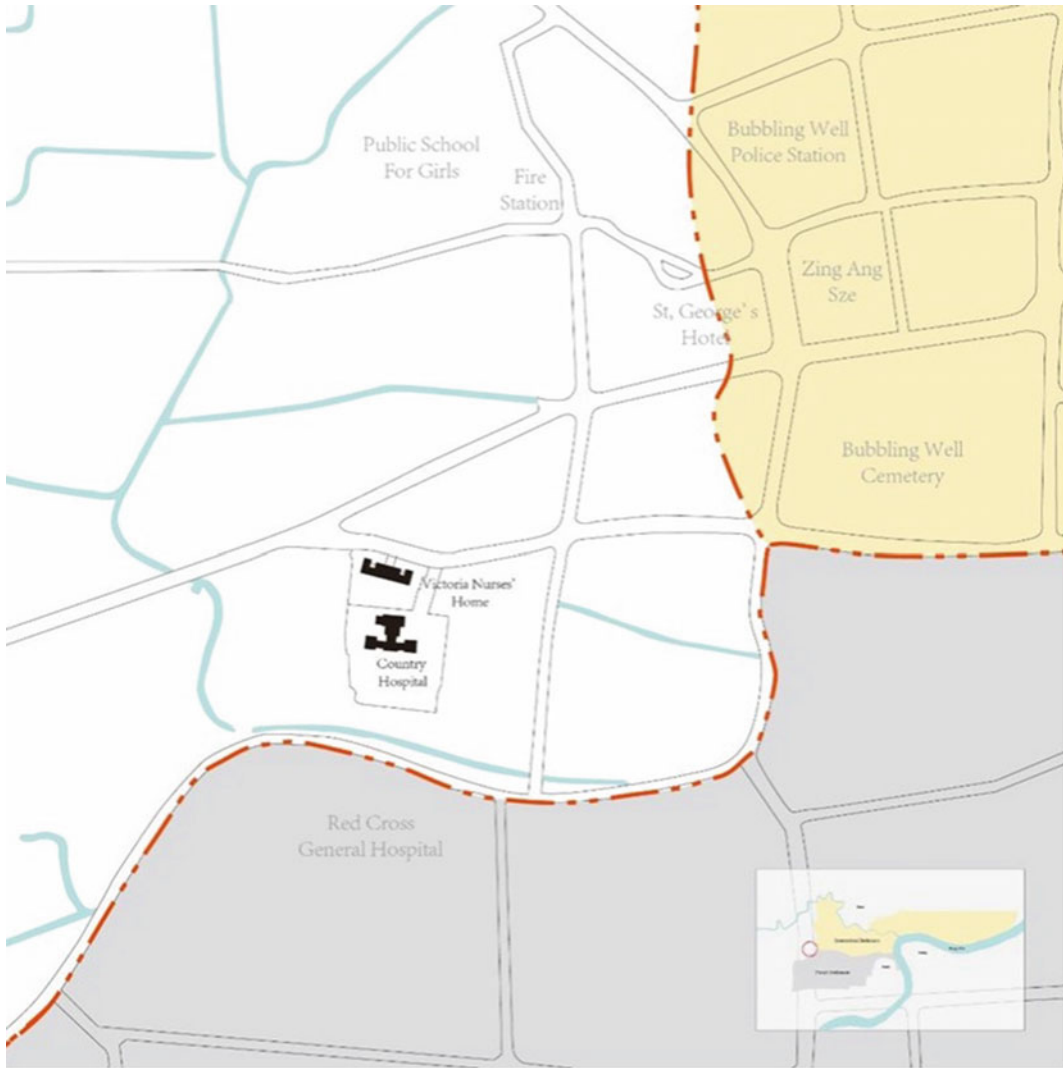 Public School
For Girls
Fire
Station
Bubbling Well
Police Station
Zing Ang
Sze
St, George' s
Hotel
Bubbling Well
Cemetery
Victoria Nurses'
Home
Country
Hospital
Red Cross
General Hospital